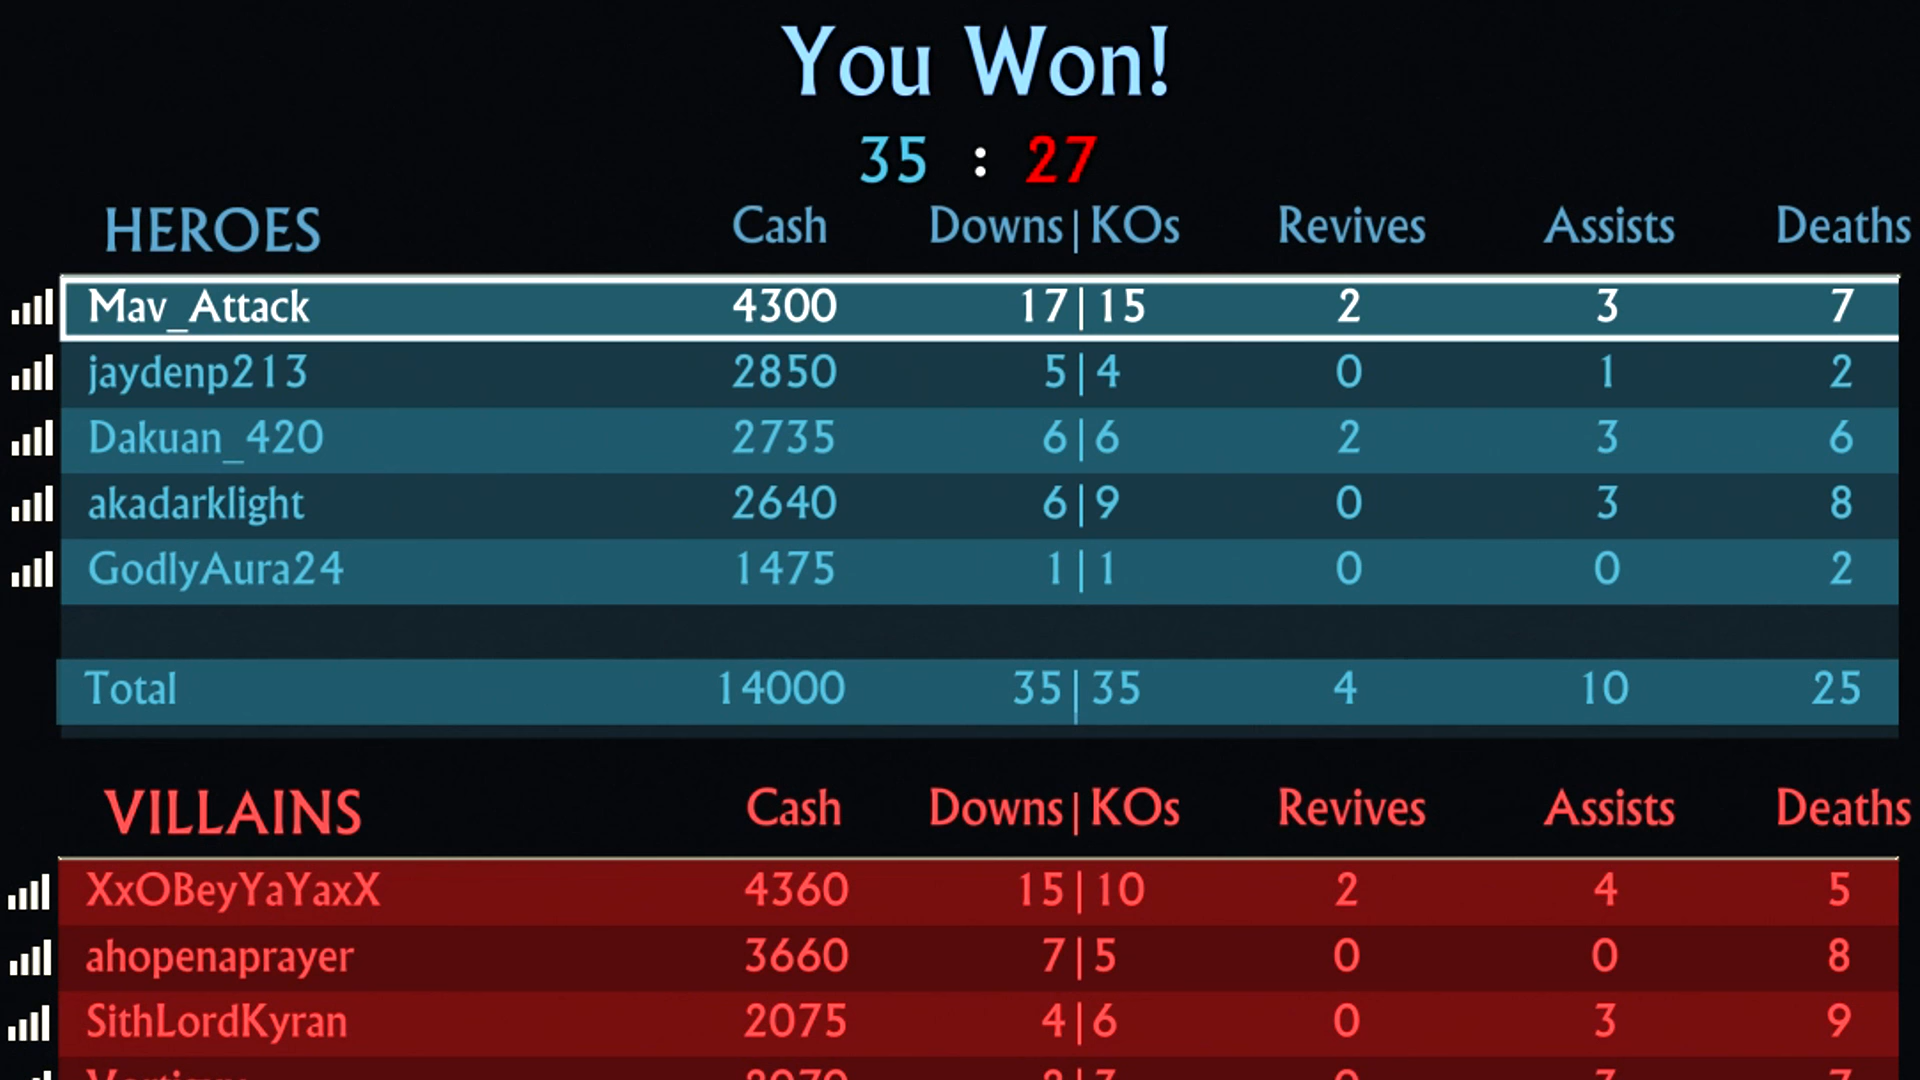 You Won!
35 : 27
HEROES Cash Downs|KOs Revives Assists Deaths
Mav_Attack 4300 17|15 2 3 7
jaydenp213 2850 5|4 0 1 2
Dakuan_420 2735 6|6 2 3 6
akadarklight 2640 6|9 0 3 8
GodlyAura24 1475 1|1 0 0 2
Total 14000 35|35 4 10 25
VILLAINS Cash Downs|KOs Revives Assists Deaths
XxOBeyYaYaxX 4360 15|10 2 4 5
ahopenaprayer 3660 7|5 0 0 8
SithLordKyran 2075 4|6 0 3 9